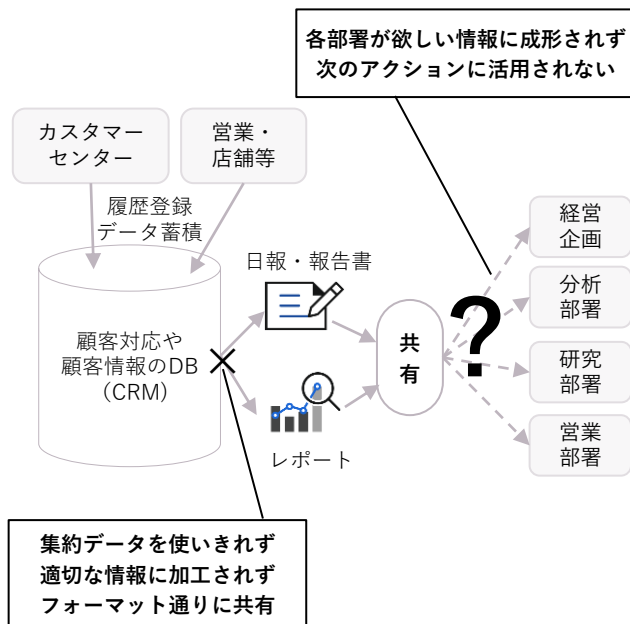 各部署が欲しい情報に成形されず
次のアクションに活用されない
カスタマー
センター
営業・
店舗等
履歴登録
データ蓄積
顧客対応や
顧客情報のDB
（CRM）
日報・報告書
レポート
共
有
?
経営
企画
分析
部署
研究
部署
営業
部署
集約データを使いきれず
適切な情報に加工されず
フォーマット通りに共有